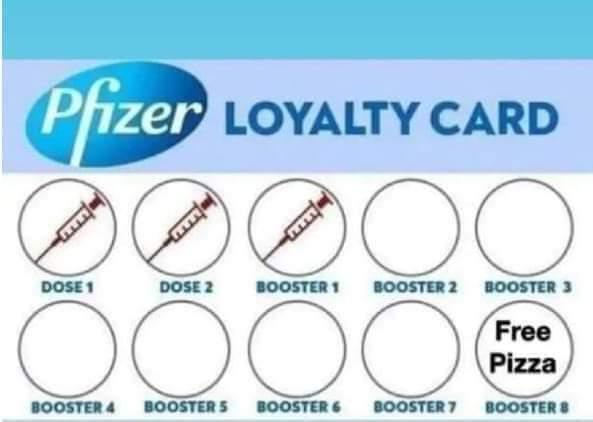 Pfizer LOYALTY CARD
DOSE 1 DOSE 2 BOOSTER 1 BOOSTER 2 BOOSTER 3
Free
Pizza
BOOSTER 4 BOOSTER 5 BOOSTER 6 BOOSTER 7 BOOSTER 8